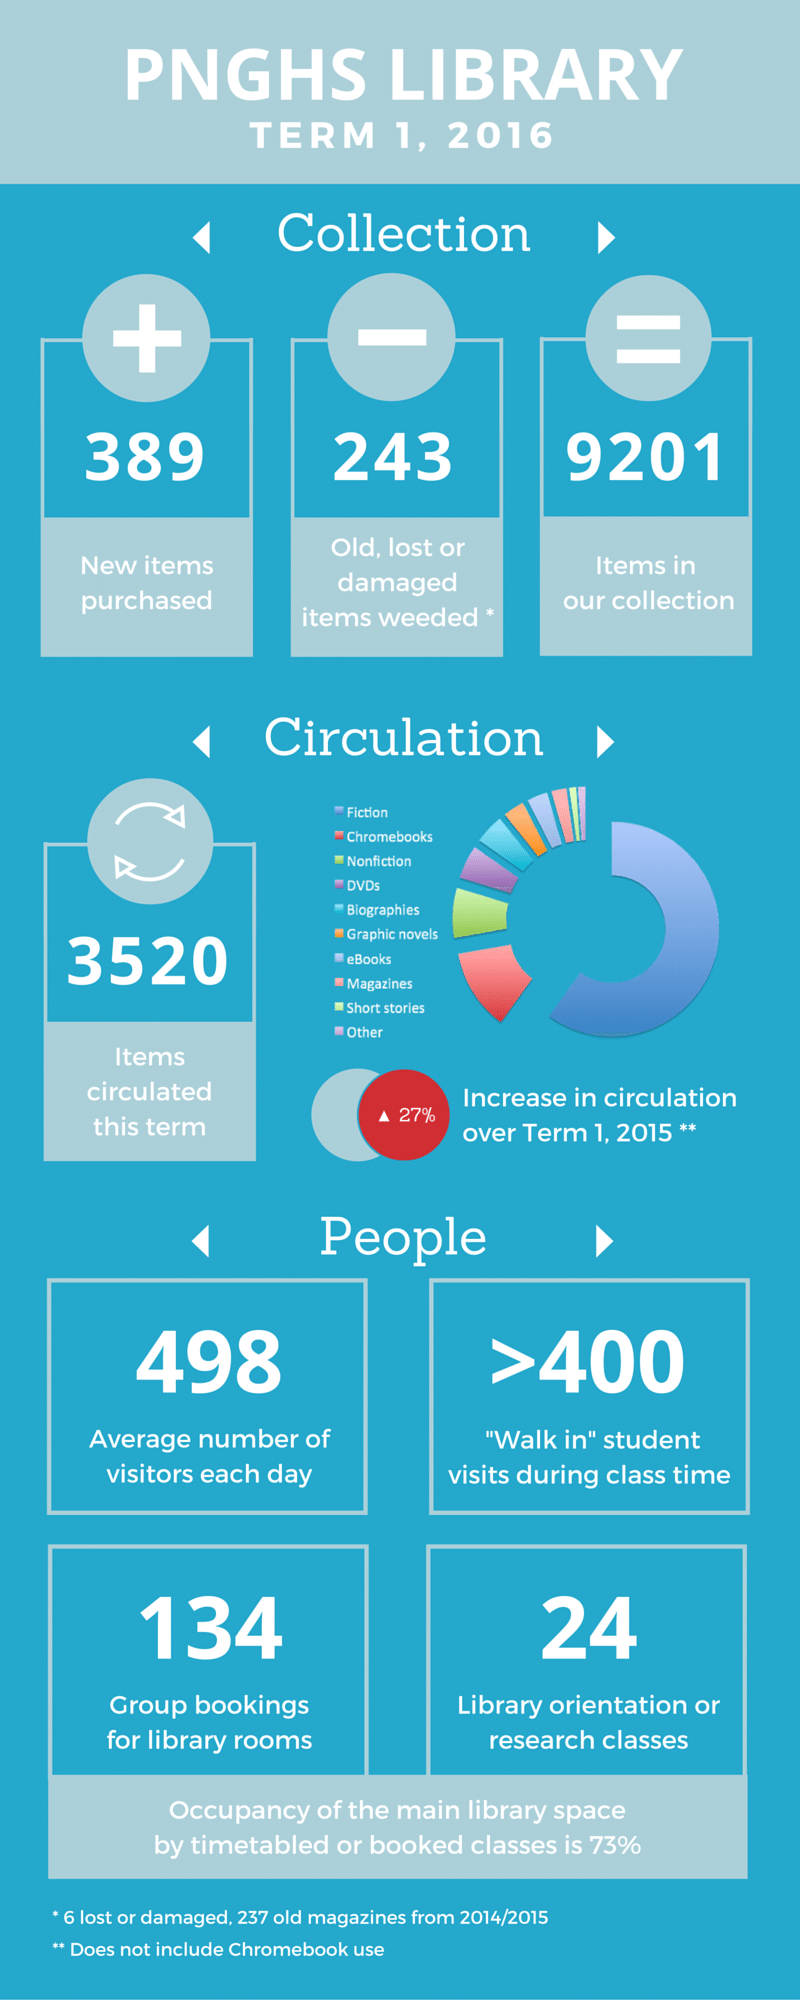 PNGHS LIBRARY
TERM 1, 2016
Collection
389
New items
purchased
243
Old, lost or
damaged
items weeded *
9201
Items in
our collection
Circulation
3520
Items
circulated
this term
Fiction
Chromebooks
Nonfiction
DVDs
Biographies
Graphic novels
eBooks
Magazines
Short stories
Other
▲ 27%
Increase in circulation
over Term 1, 2015 **
People
498
Average number of
visitors each day
>400
"Walk in" student
visits during class time
134
Group bookings
for library rooms
24
Library orientation or
research classes
Occupancy of the main library space
by timetabled or booked classes is 73%
* 6 lost or damaged, 237 old magazines from 2014/2015
** Does not include Chromebook use